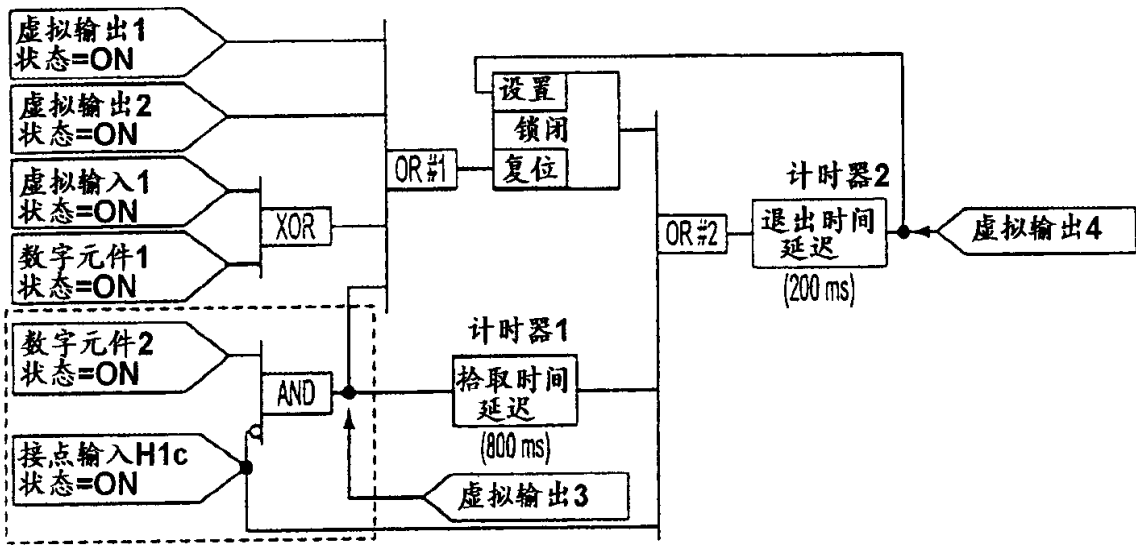 虚拟输出1
状态=ON
虚拟输出2
状态=ON
虚拟输入1
状态=ON
数字元件1
状态=ON
XOR
OR #1
设置
锁闭
复位
OR #2
计时器2
退出时间
延迟
(200 ms)
虚拟输出4
数字元件2
状态=ON
接点输入H1c
状态=ON
AND
计时器1
拾取时间
延迟
(800 ms)
虚拟输出3